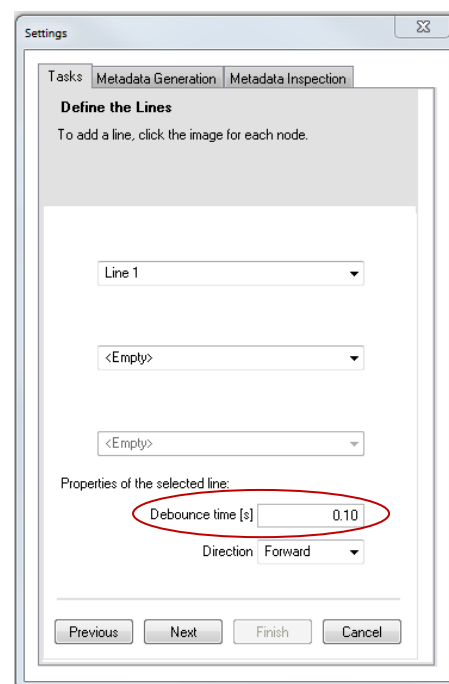 Settings
Tasks Metadata Generation Metadata Inspection
Define the Lines
To add a line, click the image for each node.
Line 1
<Empty>
<Empty>
Properties of the selected line:
Debounce time [s] 0.10
Direction Forward
Previous Next Finish Cancel